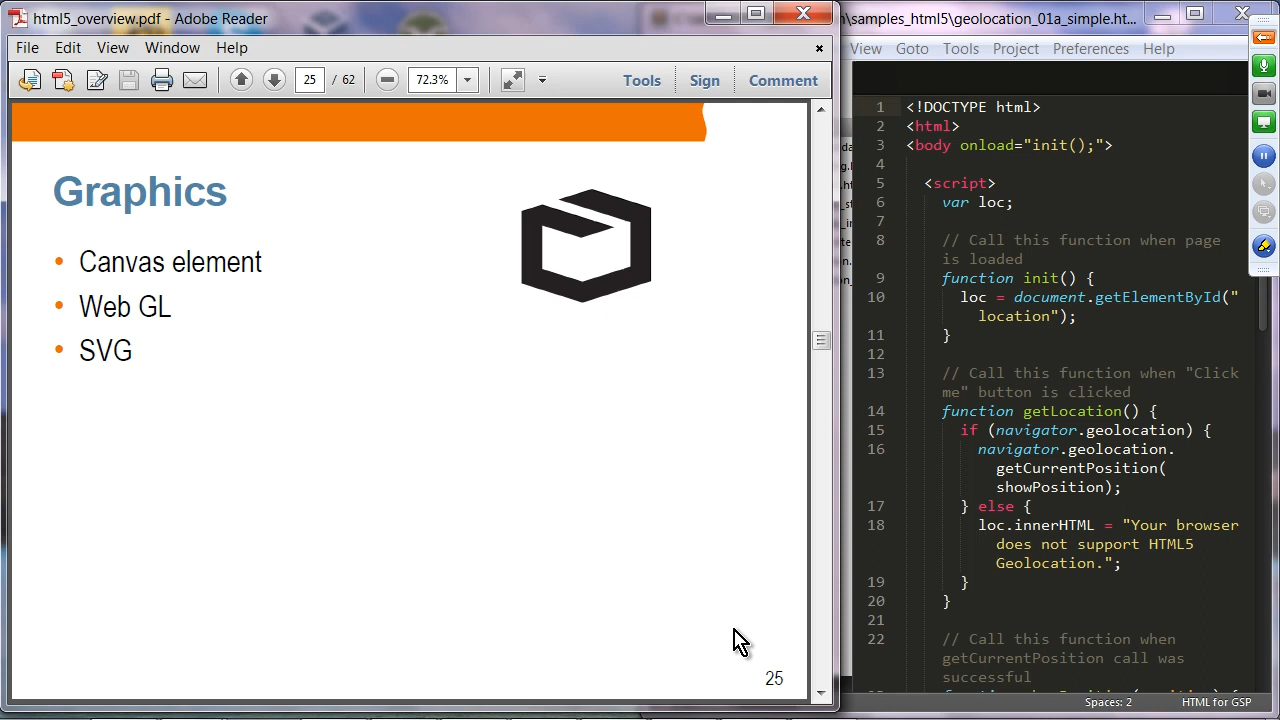 html5_overview.pdf - Adobe Reader
File Edit View Window Help
25 / 62 72.3% Tools Sign Comment
Graphics
• Canvas element
• Web GL
• SVG
25
\samples_html5\geolocation_01a_simple.ht...
View Goto Tools Project Preferences Help
1 <!DOCTYPE html>
2 <html>
3 <body onload="init();">
4
5 <script>
6 var loc;
7
8 // Call this function when page
is loaded
9 function init() {
10 loc = document.getElementById("
location");
11 }
12
13 // Call this function when "Click
me" button is clicked
14 function getLocation() {
15 if (navigator.geolocation) {
16 navigator.geolocation.
getCurrentPosition(
showPosition);
17 } else {
18 loc.innerHTML = "Your browser
does not support HTML5
Geolocation.";
19 }
20 }
21
22 // Call this function when
getCurrentPosition call was
successful
Spaces: 2 HTML for GSP